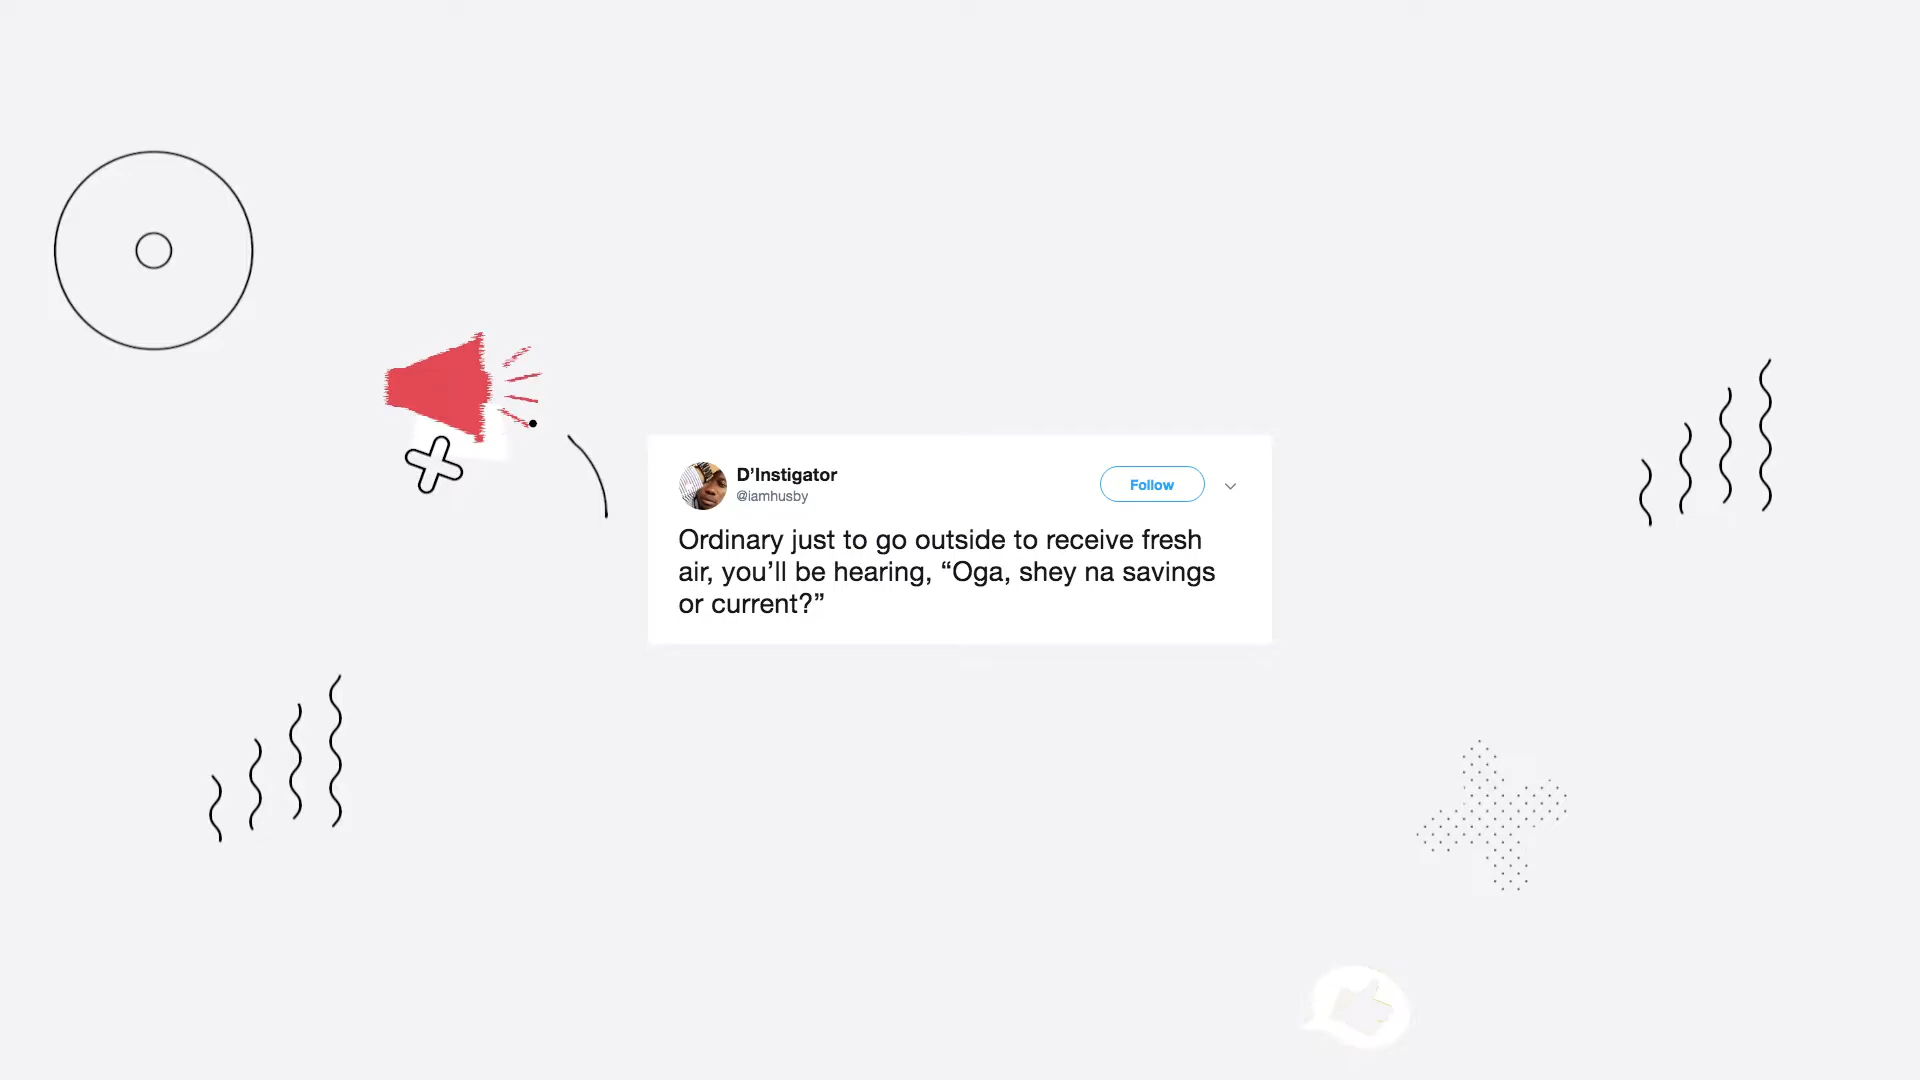 D’Instigator
@iamhusby
Follow
Ordinary just to go outside to receive fresh
air, you’ll be hearing, “Oga, shey na savings
or current?”